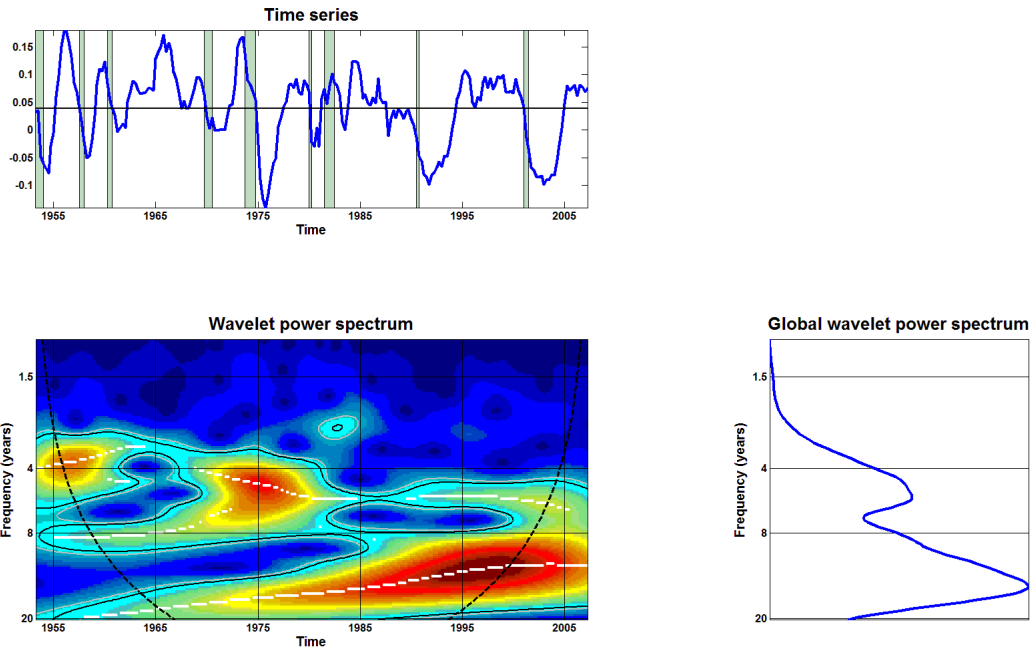 Time series
0.15
0.1
0.05
0
-0.05
-0.1
1955 1965 1975 1985 1995 2005
Time
Wavelet power spectrum
Frequency (years)
1.5
4
8
20
1955 1965 1975 1985 1995 2005
Time
Global wavelet power spectrum
Frequency (years)
1.5
4
8
20